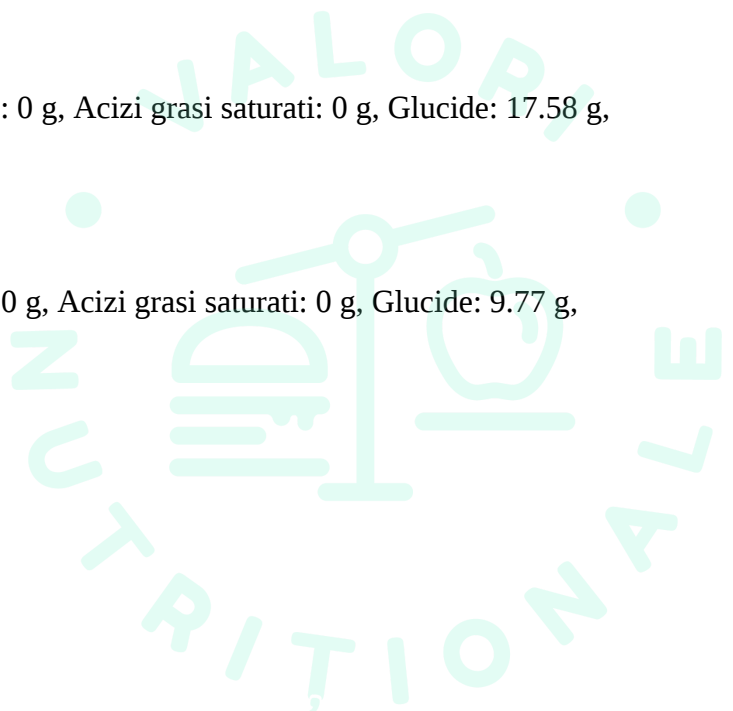 VALORI
: 0 g, Acizi grasi saturati: 0 g, Glucide: 17.58 g,
0 g, Acizi grasi saturati: 0 g, Glucide: 9.77 g,
NUTRITIONALE